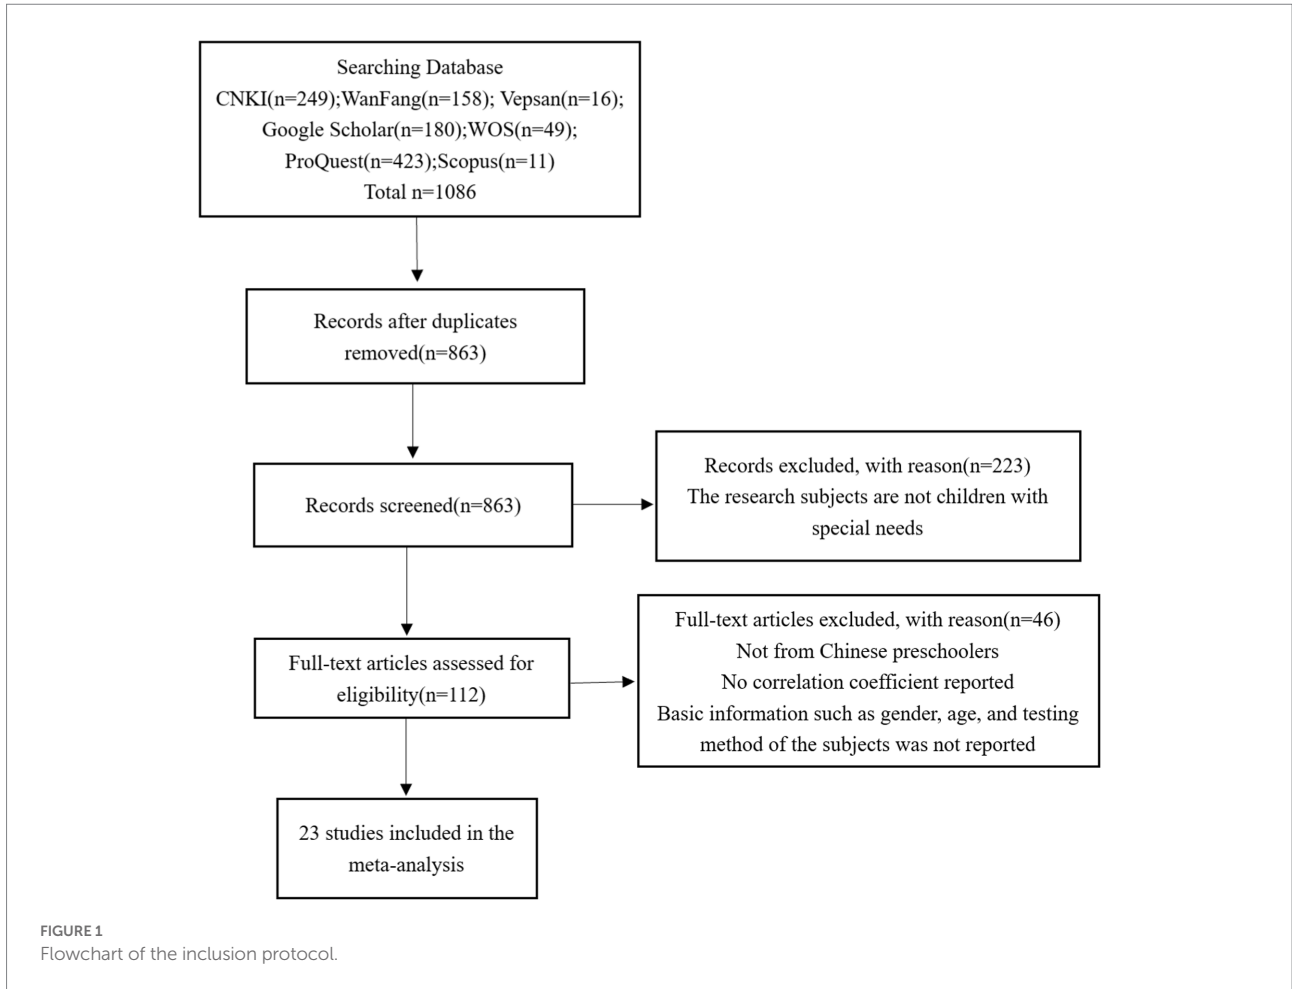 Searching Database
CNKI(n=249);WanFang(n=158); Vepsan(n=16);
Google Scholar(n=180);WOS(n=49);
ProQuest(n=423);Scopus(n=11)
Total n=1086
Records after duplicates
removed(n=863)
Records screened(n=863)
Records excluded, with reason(n=223)
The research subjects are not children with
special needs
Full-text articles assessed for
eligibility(n=112)
Full-text articles excluded, with reason(n=46)
Not from Chinese preschoolers
No correlation coefficient reported
Basic information such as gender, age, and testing
method of the subjects was not reported
23 studies included in the
meta-analysis
FIGURE 1
Flowchart of the inclusion protocol.